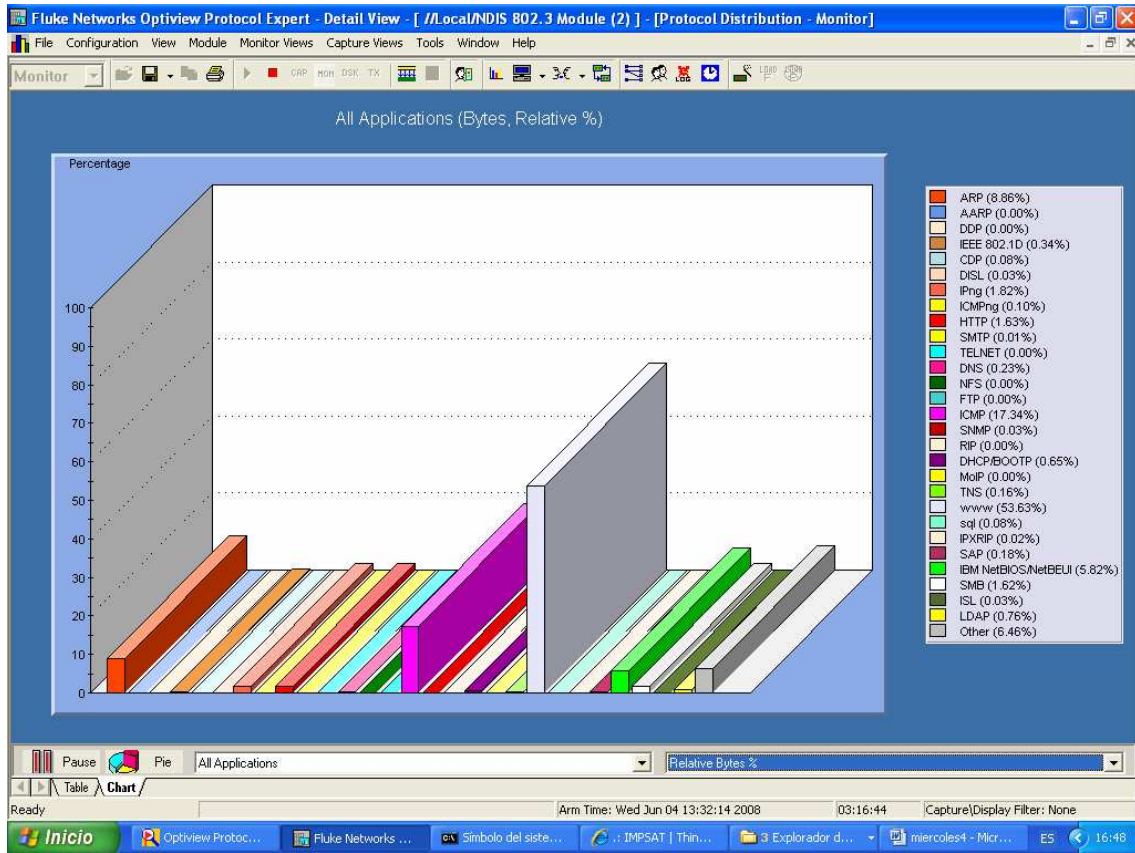 Fluke Networks Optiview Protocol Expert - Detail View - [ //Local/NDIS 802.3 Module (2) ] - [Protocol Distribution - Monitor]
File Configuration View Module Monitor Views Capture Views Tools Window Help
Monitor CAP MON DSK TX LOAD
All Applications (Bytes, Relative %)
Percentage
100
90
80
70
60
50
40
30
20
10
0
ARP (8.86%)
AARP (0.00%)
DDP (0.00%)
IEEE 802.1D (0.34%)
CDP (0.08%)
DISL (0.03%)
IPng (1.82%)
ICMPng (0.10%)
HTTP (1.63%)
SMTP (0.01%)
TELNET (0.00%)
DNS (0.23%)
NFS (0.00%)
FTP (0.00%)
ICMP (17.34%)
SNMP (0.03%)
RIP (0.00%)
DHCP/BOOTP (0.65%)
MoIP (0.00%)
TNS (0.16%)
www (53.63%)
sql (0.08%)
IPXRIP (0.02%)
SAP (0.18%)
IBM NetBIOS/NetBEUI (5.82%)
SMB (1.62%)
ISL (0.03%)
LDAP (0.76%)
Other (6.46%)
Pause Pie All Applications Relative Bytes %
Table Chart
Ready Arm Time: Wed Jun 04 13:32:14 2008 03:16:44 Capture\Display Filter: None
Inicio Optiview Protoc... Fluke Networks ... Símbolo del siste... .: IMPSAT | Thin... 3 Explorador d... miercoles4 - Micr... ES 16:48